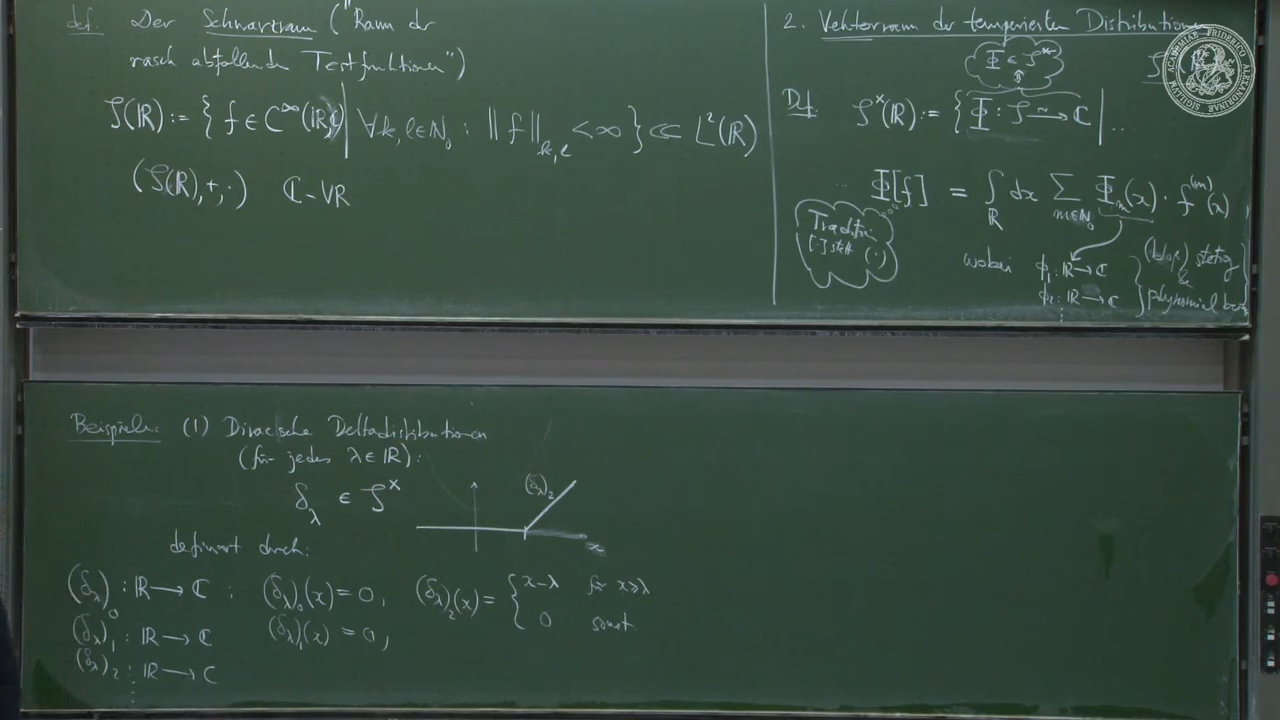 def. Der Schwartzraum ("Raum der
rasch abfallenden Testfunktionen")
S(ℝ) := { f ∈ C^∞(ℝ,ℂ) | ∀k,l∈ℕ₀ : ‖f‖_{k,l} < ∞ } ⊂⊂ L²(ℝ)
(S(ℝ),+,·) ℂ-VR
2. Vektorraum der temperierten Distributionen
Φ ∈ S^×
Def. S^×(ℝ) := { Φ : S ⥲ ℂ | ...
Φ[f] = ∫_ℝ dx ∑_{m∈ℕ₀} Φ_m(x) · f^{(m)}(x)
[·] statt (·)
wobei ϕ₁ : ℝ → ℂ } stetig
ϕ₂ : ℝ → ℂ } & polynomial
⋮
Beispiele: (1) Diracsche Deltadistributionen
(für jedes λ ∈ ℝ):
δ_λ ∈ S^×
(δ_λ)₂
x
definiert durch:
(δ_λ)₀ : ℝ → ℂ : (δ_λ)₀(x) = 0, (δ_λ)₂(x) = { x-λ für x ≥ λ
(δ_λ)₁ : ℝ → ℂ (δ_λ)₁(x) = 0, 0 sonst
(δ_λ)₂ : ℝ → ℂ
⋮